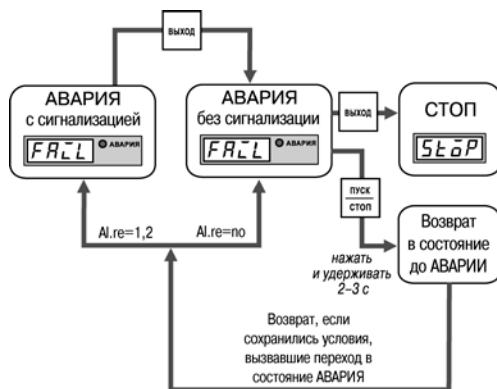 ВЫХОД
АВАРИЯ
с сигнализацией
FAIL
АВАРИЯ
АВАРИЯ
без сигнализации
FAIL
АВАРИЯ
ВЫХОД
СТОП
StoP
ПУСК
СТОП
Al.re=1,2
Al.re=no
нажать
и удерживать
2–3 с
Возврат
в состояние
до АВАРИИ
Возврат, если
сохранились условия,
вызвавшие переход в
состояние АВАРИЯ